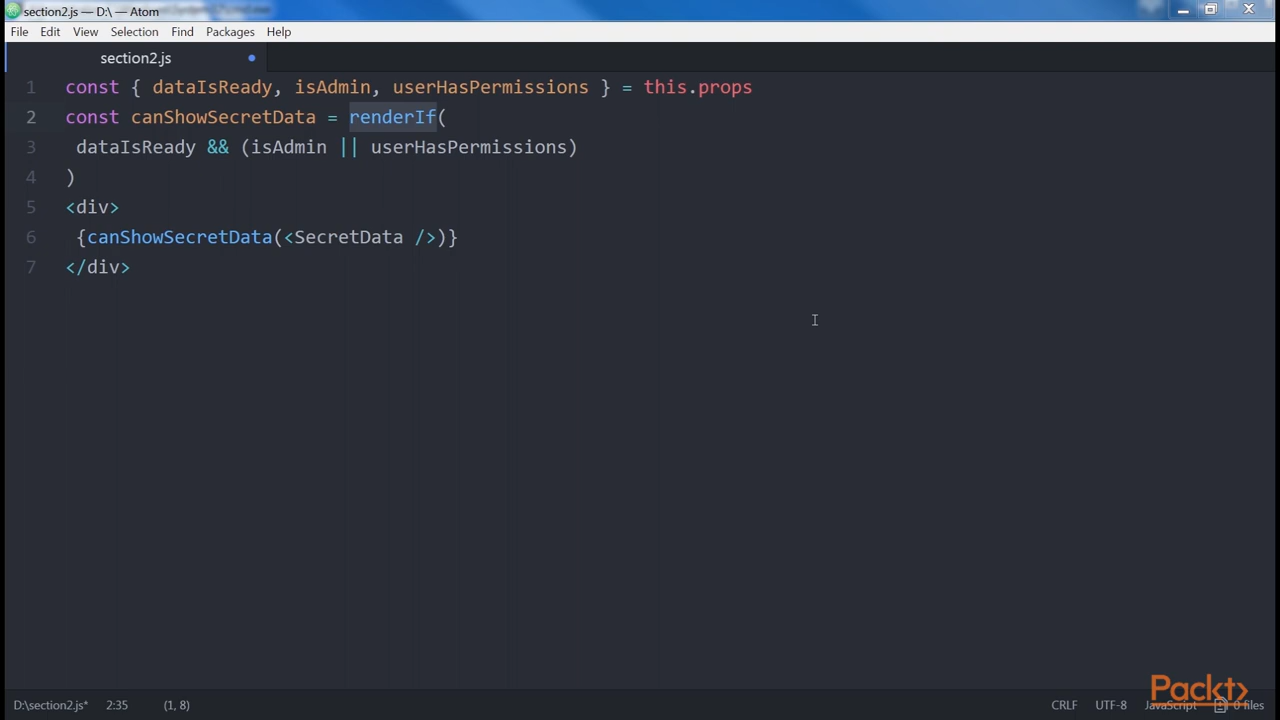 section2.js — D:\ — Atom
File Edit View Selection Find Packages Help
section2.js
1 const { dataIsReady, isAdmin, userHasPermissions } = this.props
2 const canShowSecretData = renderIf(
3 dataIsReady && (isAdmin || userHasPermissions)
4 )
5 <div>
6 {canShowSecretData(<SecretData />)}
7 </div>
Packt>
D:\section2.js* 2:35 (1, 8) CRLF UTF-8 JavaScript 0 files